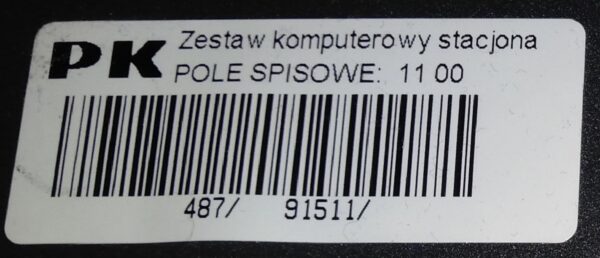 PK Zestaw komputerowy stacjona
POLE SPISOWE: 11 00
487/ 91511/